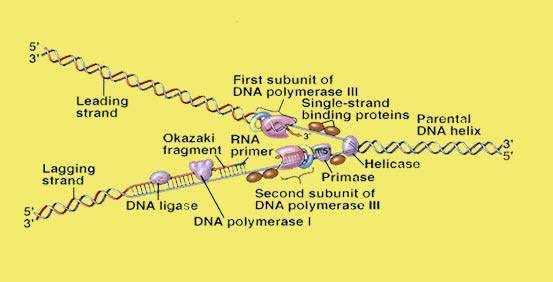 5'
3'
Leading
strand
First subunit of
DNA polymerase III
Single-strand
binding proteins
3'
Parental
DNA helix
3'
5'
Okazaki
fragment
RNA
primer
Helicase
Primase
5'
Lagging
strand
Second subunit of
DNA polymerase III
DNA ligase
DNA polymerase I
5'
3'